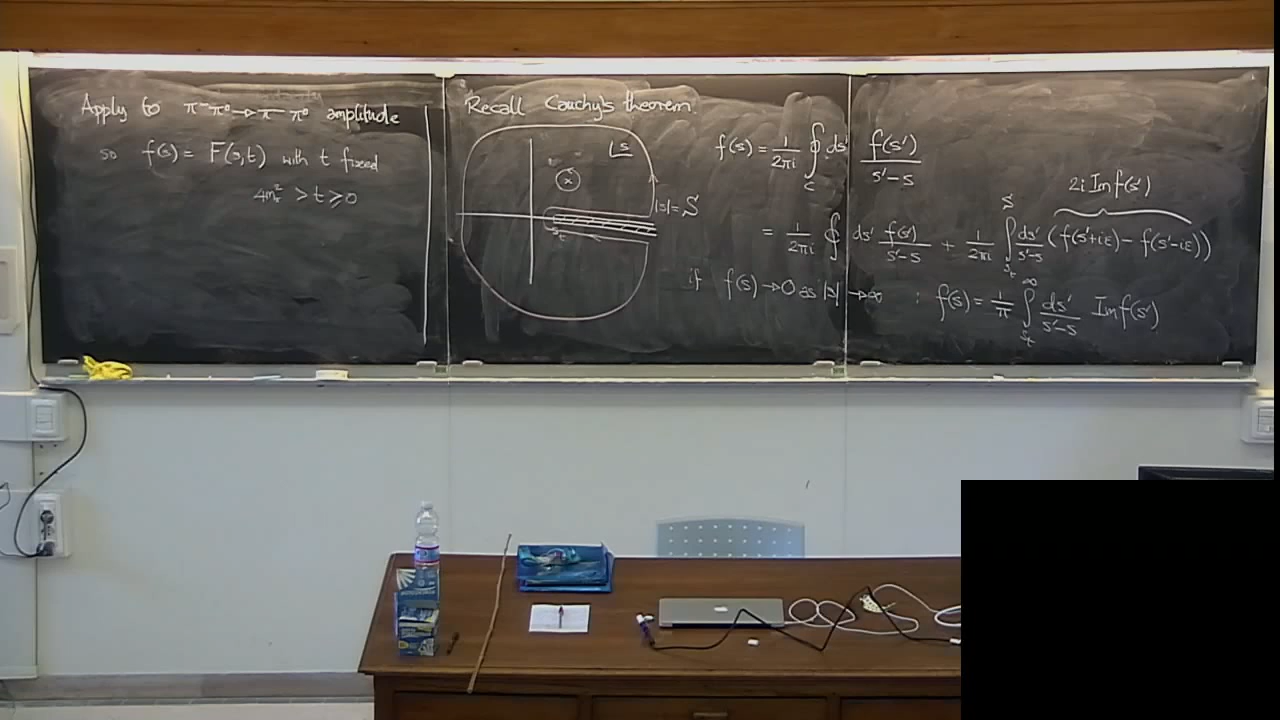 Apply to π⁻π⁰→π⁻π⁰ amplitude
so f(s) = F(s,t) with t fixed
4m²π > t ⩾ 0
Recall Cauchy's theorem.
s
|s|=S
s_t
f(s) = 1/2πi ∮_C ds' f(s')/s'-s
2i Im f(s')
= 1/2πi ∮ ds' f(s')/s'-s + 1/2πi ∫_{s_t}^{S} ds'/s'-s (f(s'+iε) - f(s'-iε))
if f(s) → 0 as |s| → ∞ : f(s) = 1/π ∫_{s_t}^{∞} ds'/s'-s Im f(s')